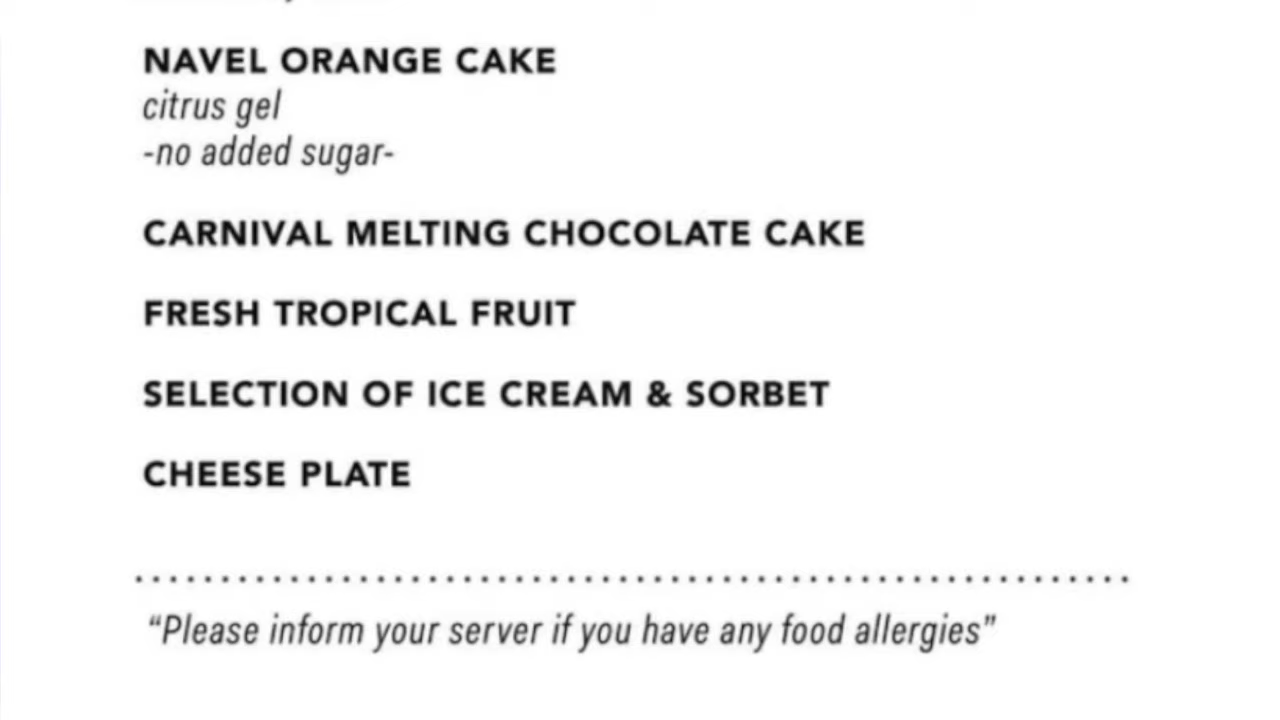 NAVEL ORANGE CAKE
citrus gel
-no added sugar-
CARNIVAL MELTING CHOCOLATE CAKE
FRESH TROPICAL FRUIT
SELECTION OF ICE CREAM & SORBET
CHEESE PLATE
“Please inform your server if you have any food allergies”